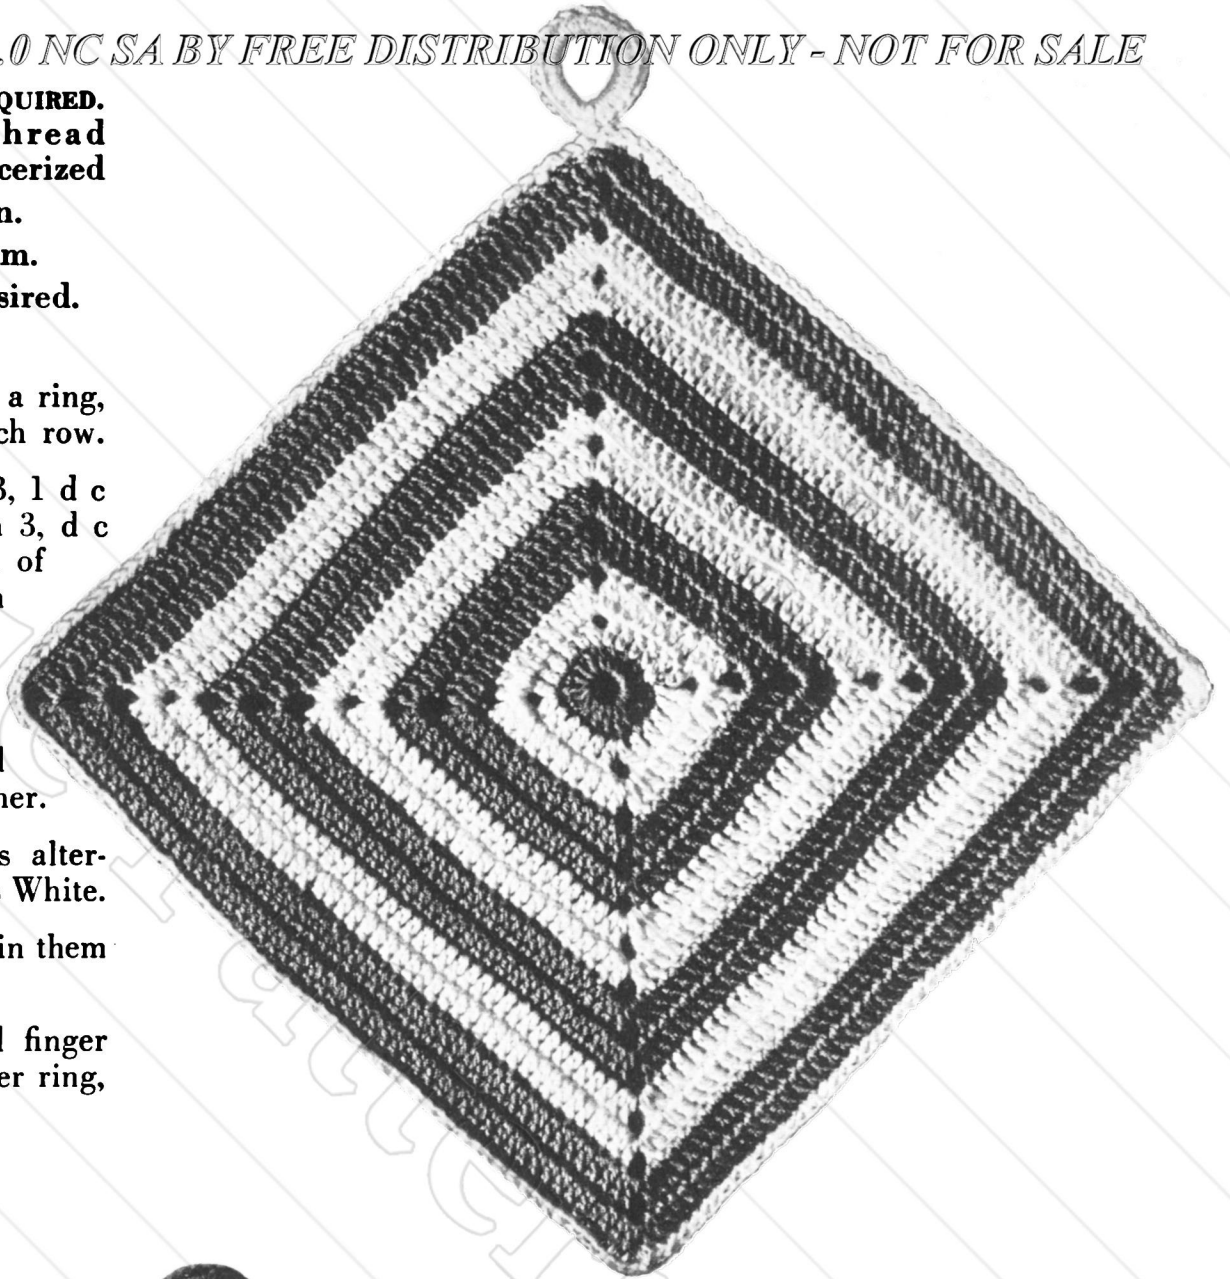 .0 NC SA BY FREE DISTRIBUTION ONLY - NOT FOR SALE
QUIRED.
hread
cerized
n.
m.
sired.
a ring,
ch row.
3, 1 d c
3, d c
of
her.
s alter-
White.
in them
finger
er ring,